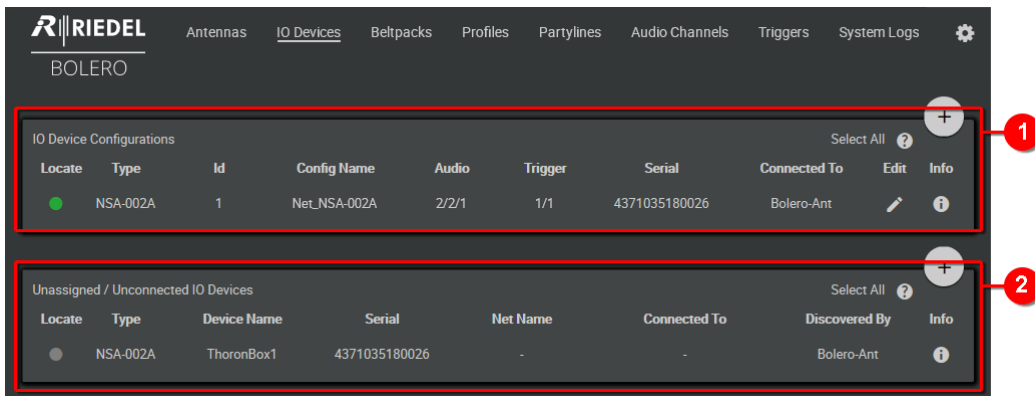 RIEDEL
BOLERO
Antennas IO Devices Beltpacks Profiles Partylines Audio Channels Triggers System Logs
+
IO Device Configurations Select All ?
1
Locate Type Id Config Name Audio Trigger Serial Connected To Edit Info
NSA-002A 1 Net_NSA-002A 2/2/1 1/1 4371035180026 Bolero-Ant i
+
Unassigned / Unconnected IO Devices Select All ?
2
Locate Type Device Name Serial Net Name Connected To Discovered By Info
NSA-002A ThoronBox1 4371035180026 - - Bolero-Ant i